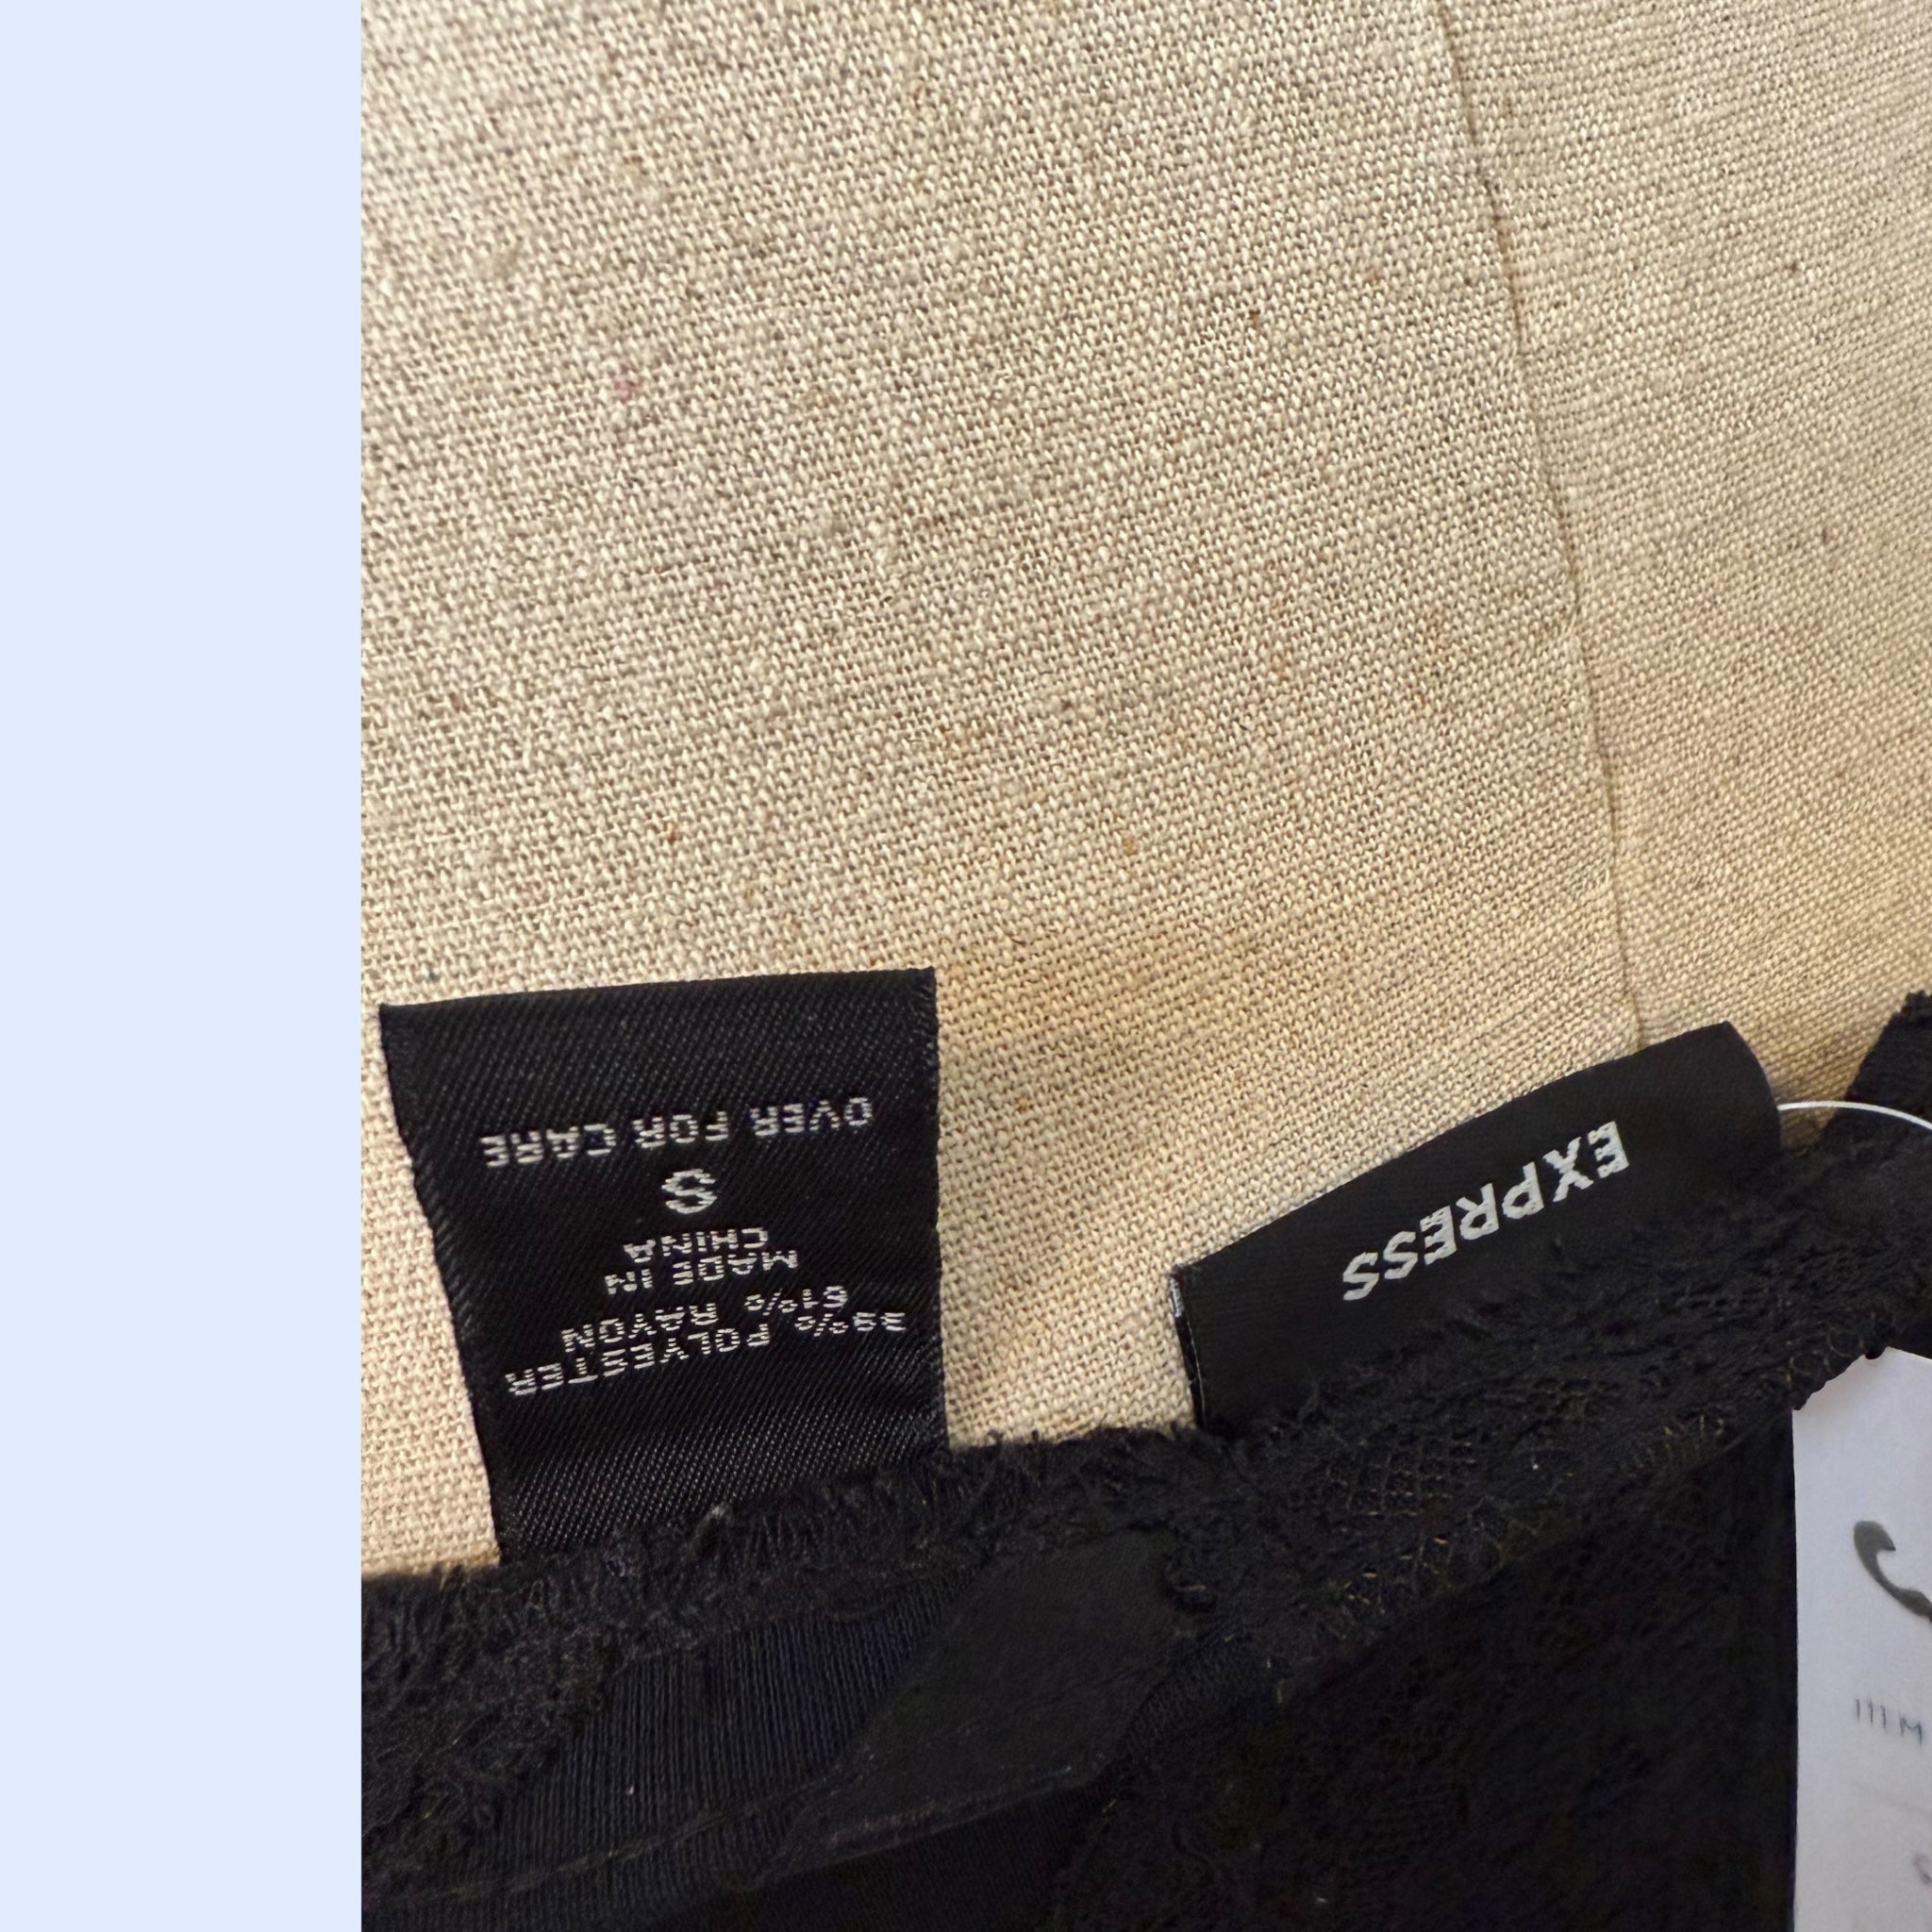 EXPRESS
39% POLYESTER
61% RAYON
MADE IN
CHINA
S
OVER FOR CARE